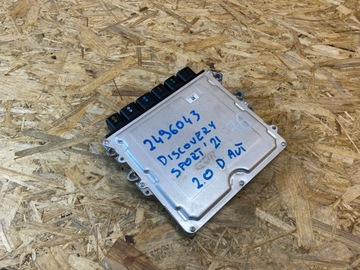 2496043
DISCOVERY
SPORT '21
2.0 D AUT